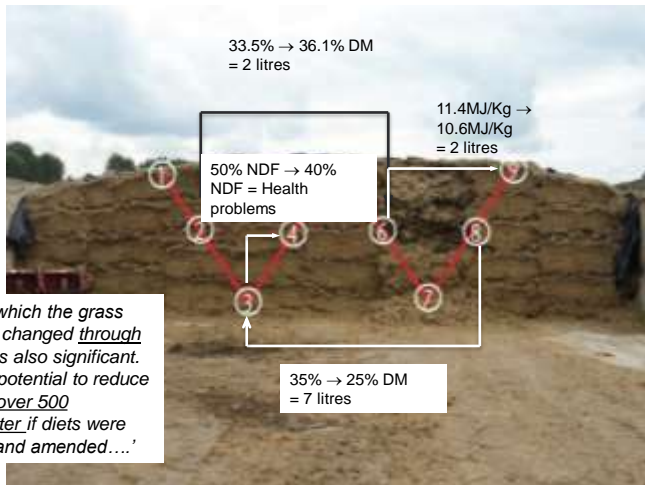 33.5% → 36.1% DM
= 2 litres
11.4MJ/Kg →
10.6MJ/Kg
= 2 litres
50% NDF → 40%
NDF = Health
problems
1
2
3
4
6
7
8
9
which the grass
changed through
s also significant.
potential to reduce
over 500
ter if diets were
and amended….’
35% → 25% DM
= 7 litres